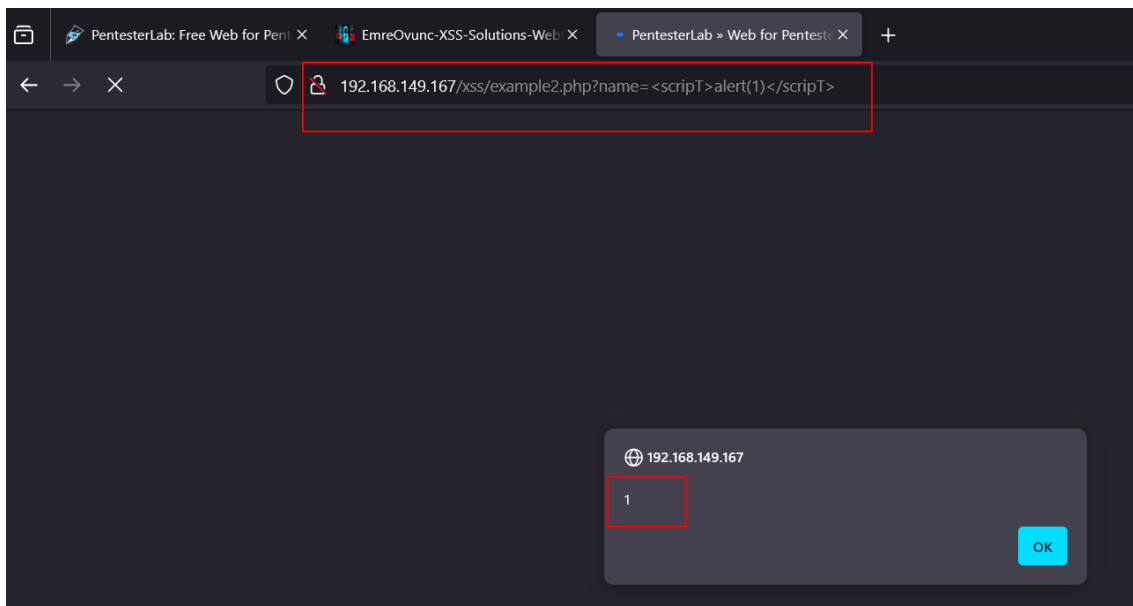 PentesterLab: Free Web for Pent
EmreOvunc-XSS-Solutions-Web
PentesterLab » Web for Penteste
192.168.149.167/xss/example2.php?name=<scripT>alert(1)</scripT>
192.168.149.167
1
OK